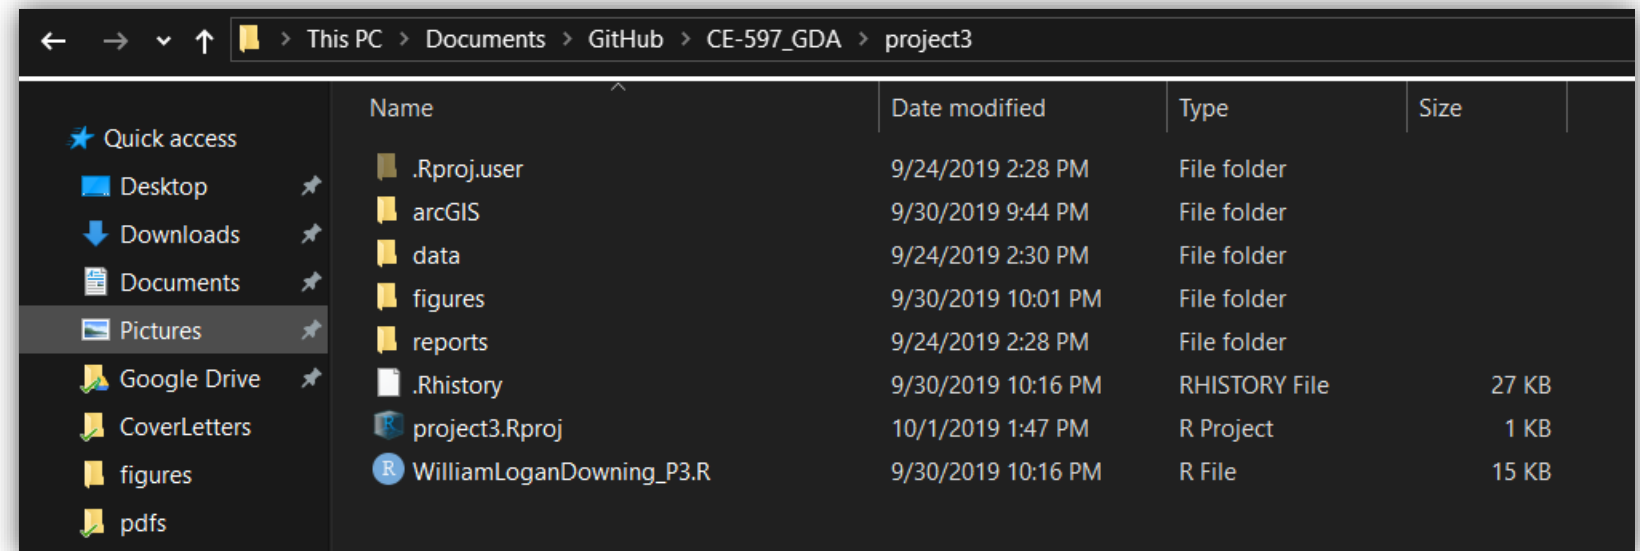 This PC > Documents > GitHub > CE-597_GDA > project3
Name Date modified Type Size
Quick access
Desktop
Downloads
Documents
Pictures
Google Drive
CoverLetters
figures
pdfs
.Rproj.user 9/24/2019 2:28 PM File folder
arcGIS 9/30/2019 9:44 PM File folder
data 9/24/2019 2:30 PM File folder
figures 9/30/2019 10:01 PM File folder
reports 9/24/2019 2:28 PM File folder
.Rhistory 9/30/2019 10:16 PM RHISTORY File 27 KB
project3.Rproj 10/1/2019 1:47 PM R Project 1 KB
WilliamLoganDowning_P3.R 9/30/2019 10:16 PM R File 15 KB